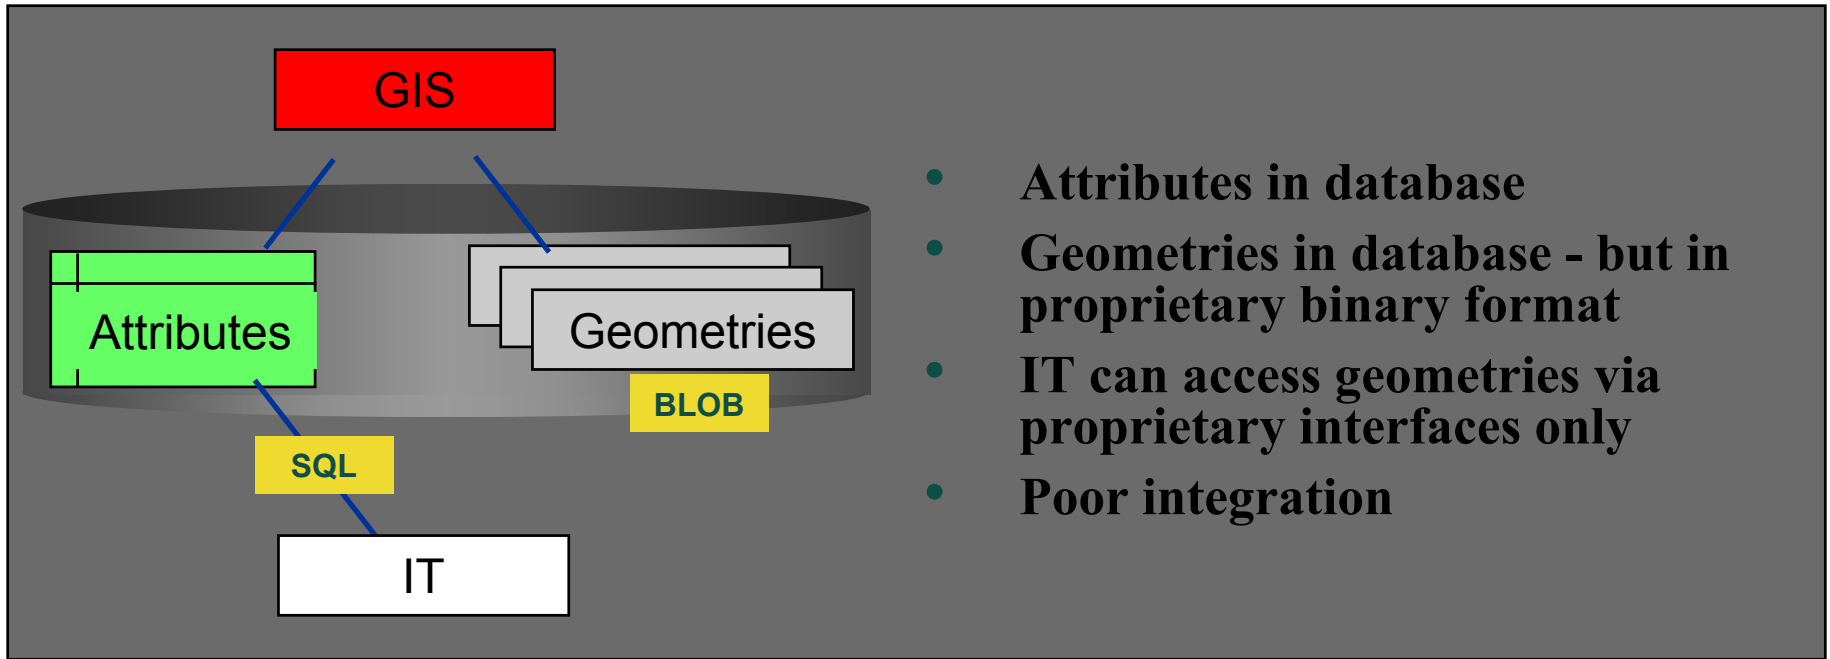 GIS
Attributes
Geometries
BLOB
SQL
IT
• Attributes in database
• Geometries in database - but in
proprietary binary format
• IT can access geometries via
proprietary interfaces only
• Poor integration